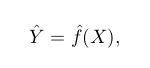 Ŷ = f̂(X),